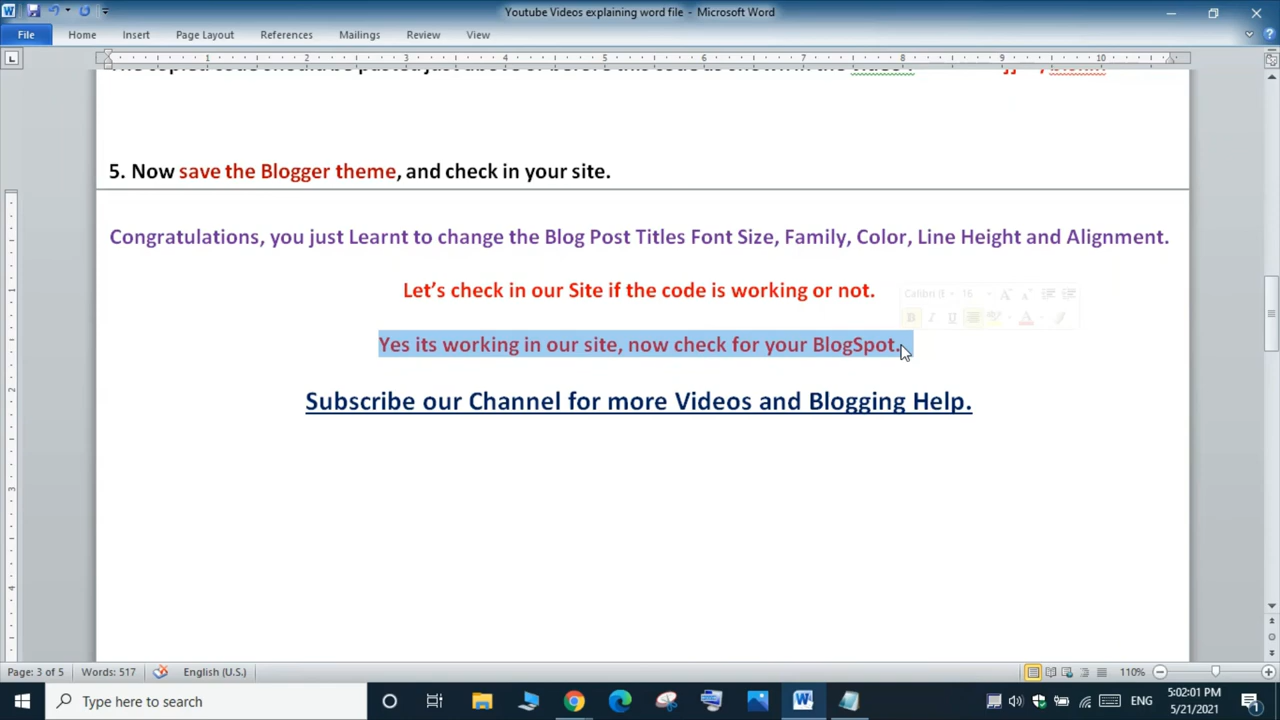 Youtube Videos explaining word file - Microsoft Word
File Home Insert Page Layout References Mailings Review View
5. Now save the Blogger theme, and check in your site.
Congratulations, you just Learnt to change the Blog Post Titles Font Size, Family, Color, Line Height and Alignment.
Let’s check in our Site if the code is working or not.
Calibri (I 16
Yes its working in our site, now check for your BlogSpot.
Subscribe our Channel for more Videos and Blogging Help.
Page: 3 of 5 Words: 517 English (U.S.) 110%
Type here to search
ENG
5:02:01 PM
5/21/2021